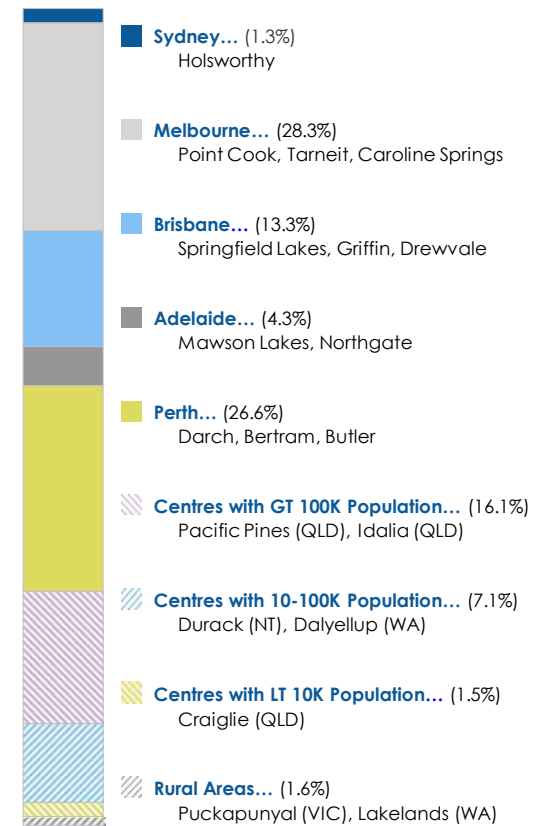 Sydney… (1.3%)
Holsworthy
Melbourne… (28.3%)
Point Cook, Tarneit, Caroline Springs
Brisbane… (13.3%)
Springfield Lakes, Griffin, Drewvale
Adelaide… (4.3%)
Mawson Lakes, Northgate
Perth… (26.6%)
Darch, Bertram, Butler
Centres with GT 100K Population… (16.1%)
Pacific Pines (QLD), Idalia (QLD)
Centres with 10-100K Population… (7.1%)
Durack (NT), Dalyellup (WA)
Centres with LT 10K Population… (1.5%)
Craiglie (QLD)
Rural Areas… (1.6%)
Puckapunyal (VIC), Lakelands (WA)